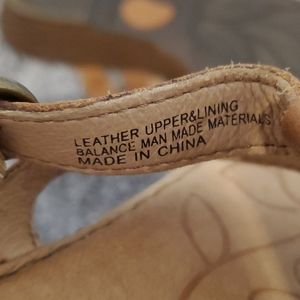 LEATHER UPPER&LINING
BALANCE MAN MADE MATERIALS
MADE IN CHINA